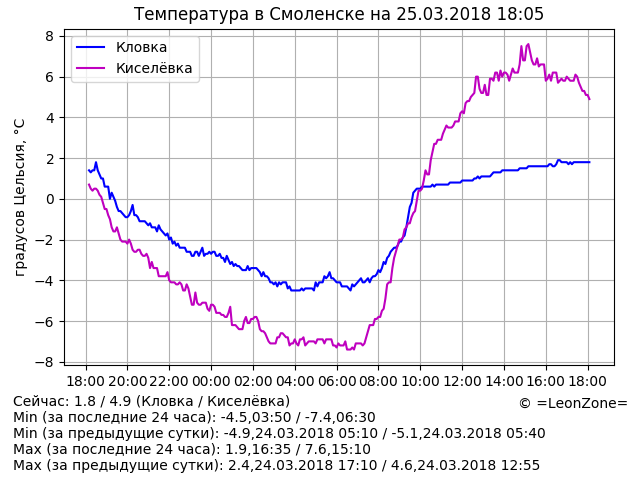 Температура в Смоленске на 25.03.2018 18:05
Кловка
Киселёвка
градусов Цельсия, °C
8
6
4
2
0
−2
−4
−6
−8
18:00 20:00 22:00 00:00 02:00 04:00 06:00 08:00 10:00 12:00 14:00 16:00 18:00
Сейчас: 1.8 / 4.9 (Кловка / Киселёвка)
© =LeonZone=
Min (за последние 24 часа): -4.5,03:50 / -7.4,06:30
Min (за предыдущие сутки): -4.9,24.03.2018 05:10 / -5.1,24.03.2018 05:40
Max (за последние 24 часа): 1.9,16:35 / 7.6,15:10
Max (за предыдущие сутки): 2.4,24.03.2018 17:10 / 4.6,24.03.2018 12:55